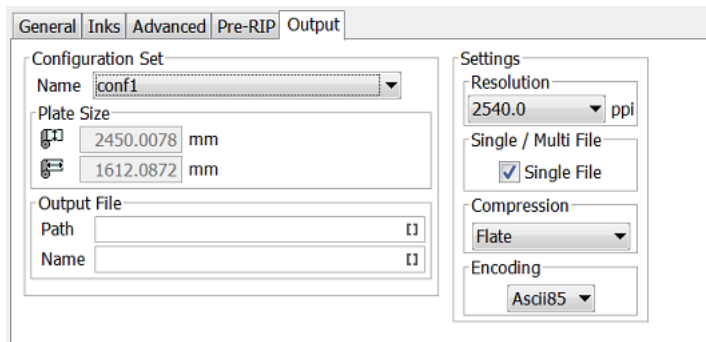 General Inks Advanced Pre-RIP Output
Configuration Set
Name conf1
Plate Size
2450.0078 mm
1612.0872 mm
Output File
Path []
Name []
Settings
Resolution
2540.0 ppi
Single / Multi File
Single File
Compression
Flate
Encoding
Ascii85